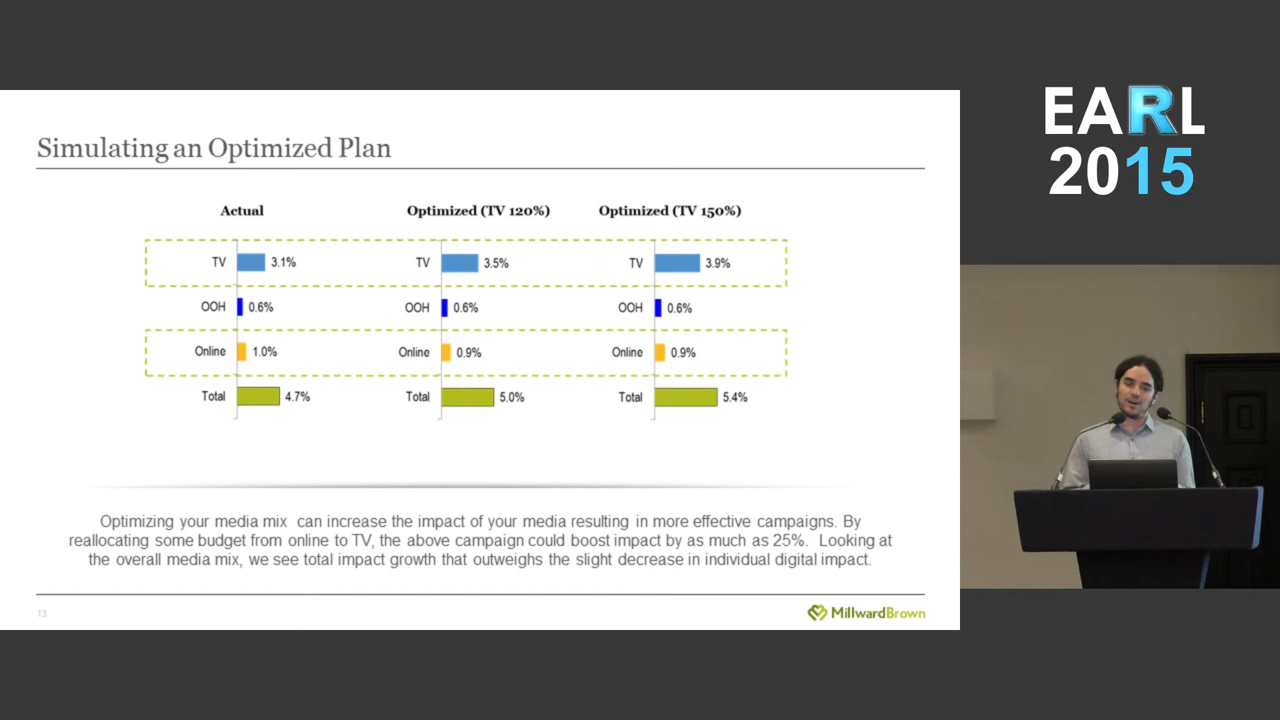 EARL
2015
Simulating an Optimized Plan
Actual
Optimized (TV 120%)
Optimized (TV 150%)
TV 3.1%
TV 3.5%
TV 3.9%
OOH 0.6%
OOH 0.6%
OOH 0.6%
Online 1.0%
Online 0.9%
Online 0.9%
Total 4.7%
Total 5.0%
Total 5.4%
Optimizing your media mix can increase the impact of your media resulting in more effective campaigns. By
reallocating some budget from online to TV, the above campaign could boost impact by as much as 25%. Looking at
the overall media mix, we see total impact growth that outweighs the slight decrease in individual digital impact.
13
MillwardBrown